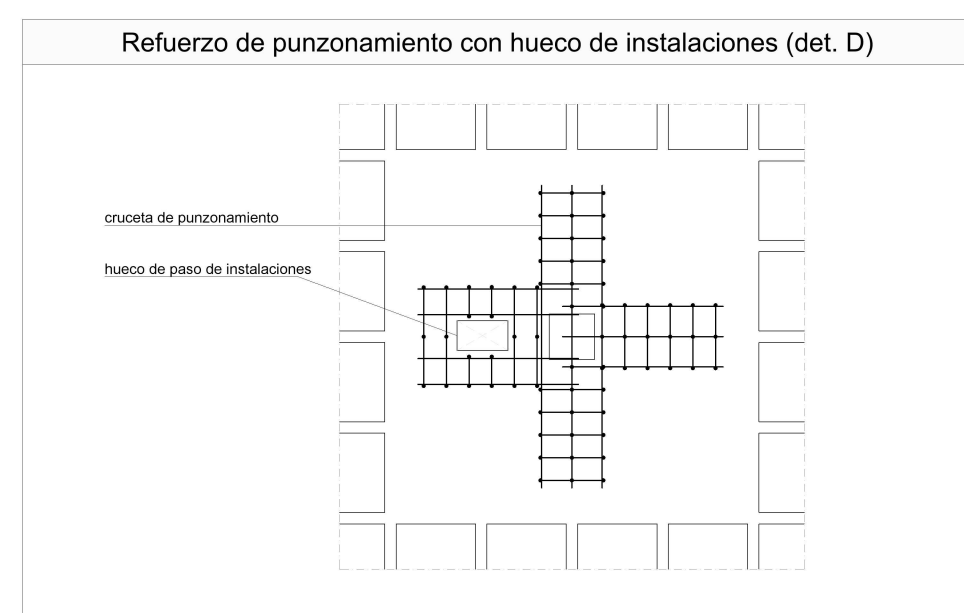 Refuerzo de punzonamiento con hueco de instalaciones (det. D)
cruceta de punzonamiento
hueco de paso de instalaciones